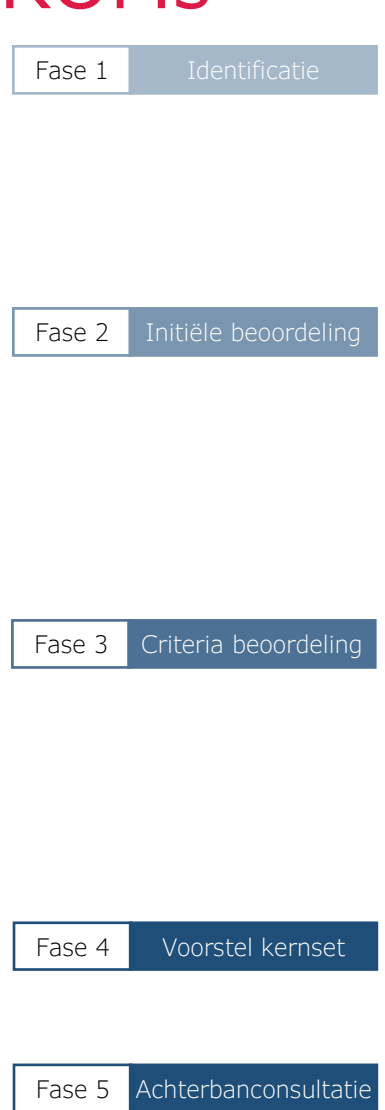 Fase 1 Identificatie
Fase 2 Initiële beoordeling
Fase 3 Criteria beoordeling
Fase 4 Voorstel kernset
Fase 5 Achterbanconsultatie